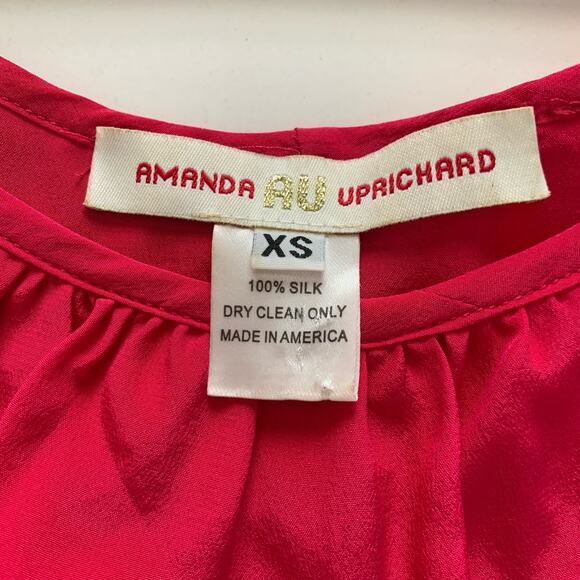 AMANDA AU UPRICHARD
XS
100% SILK
DRY CLEAN ONLY
MADE IN AMERICA